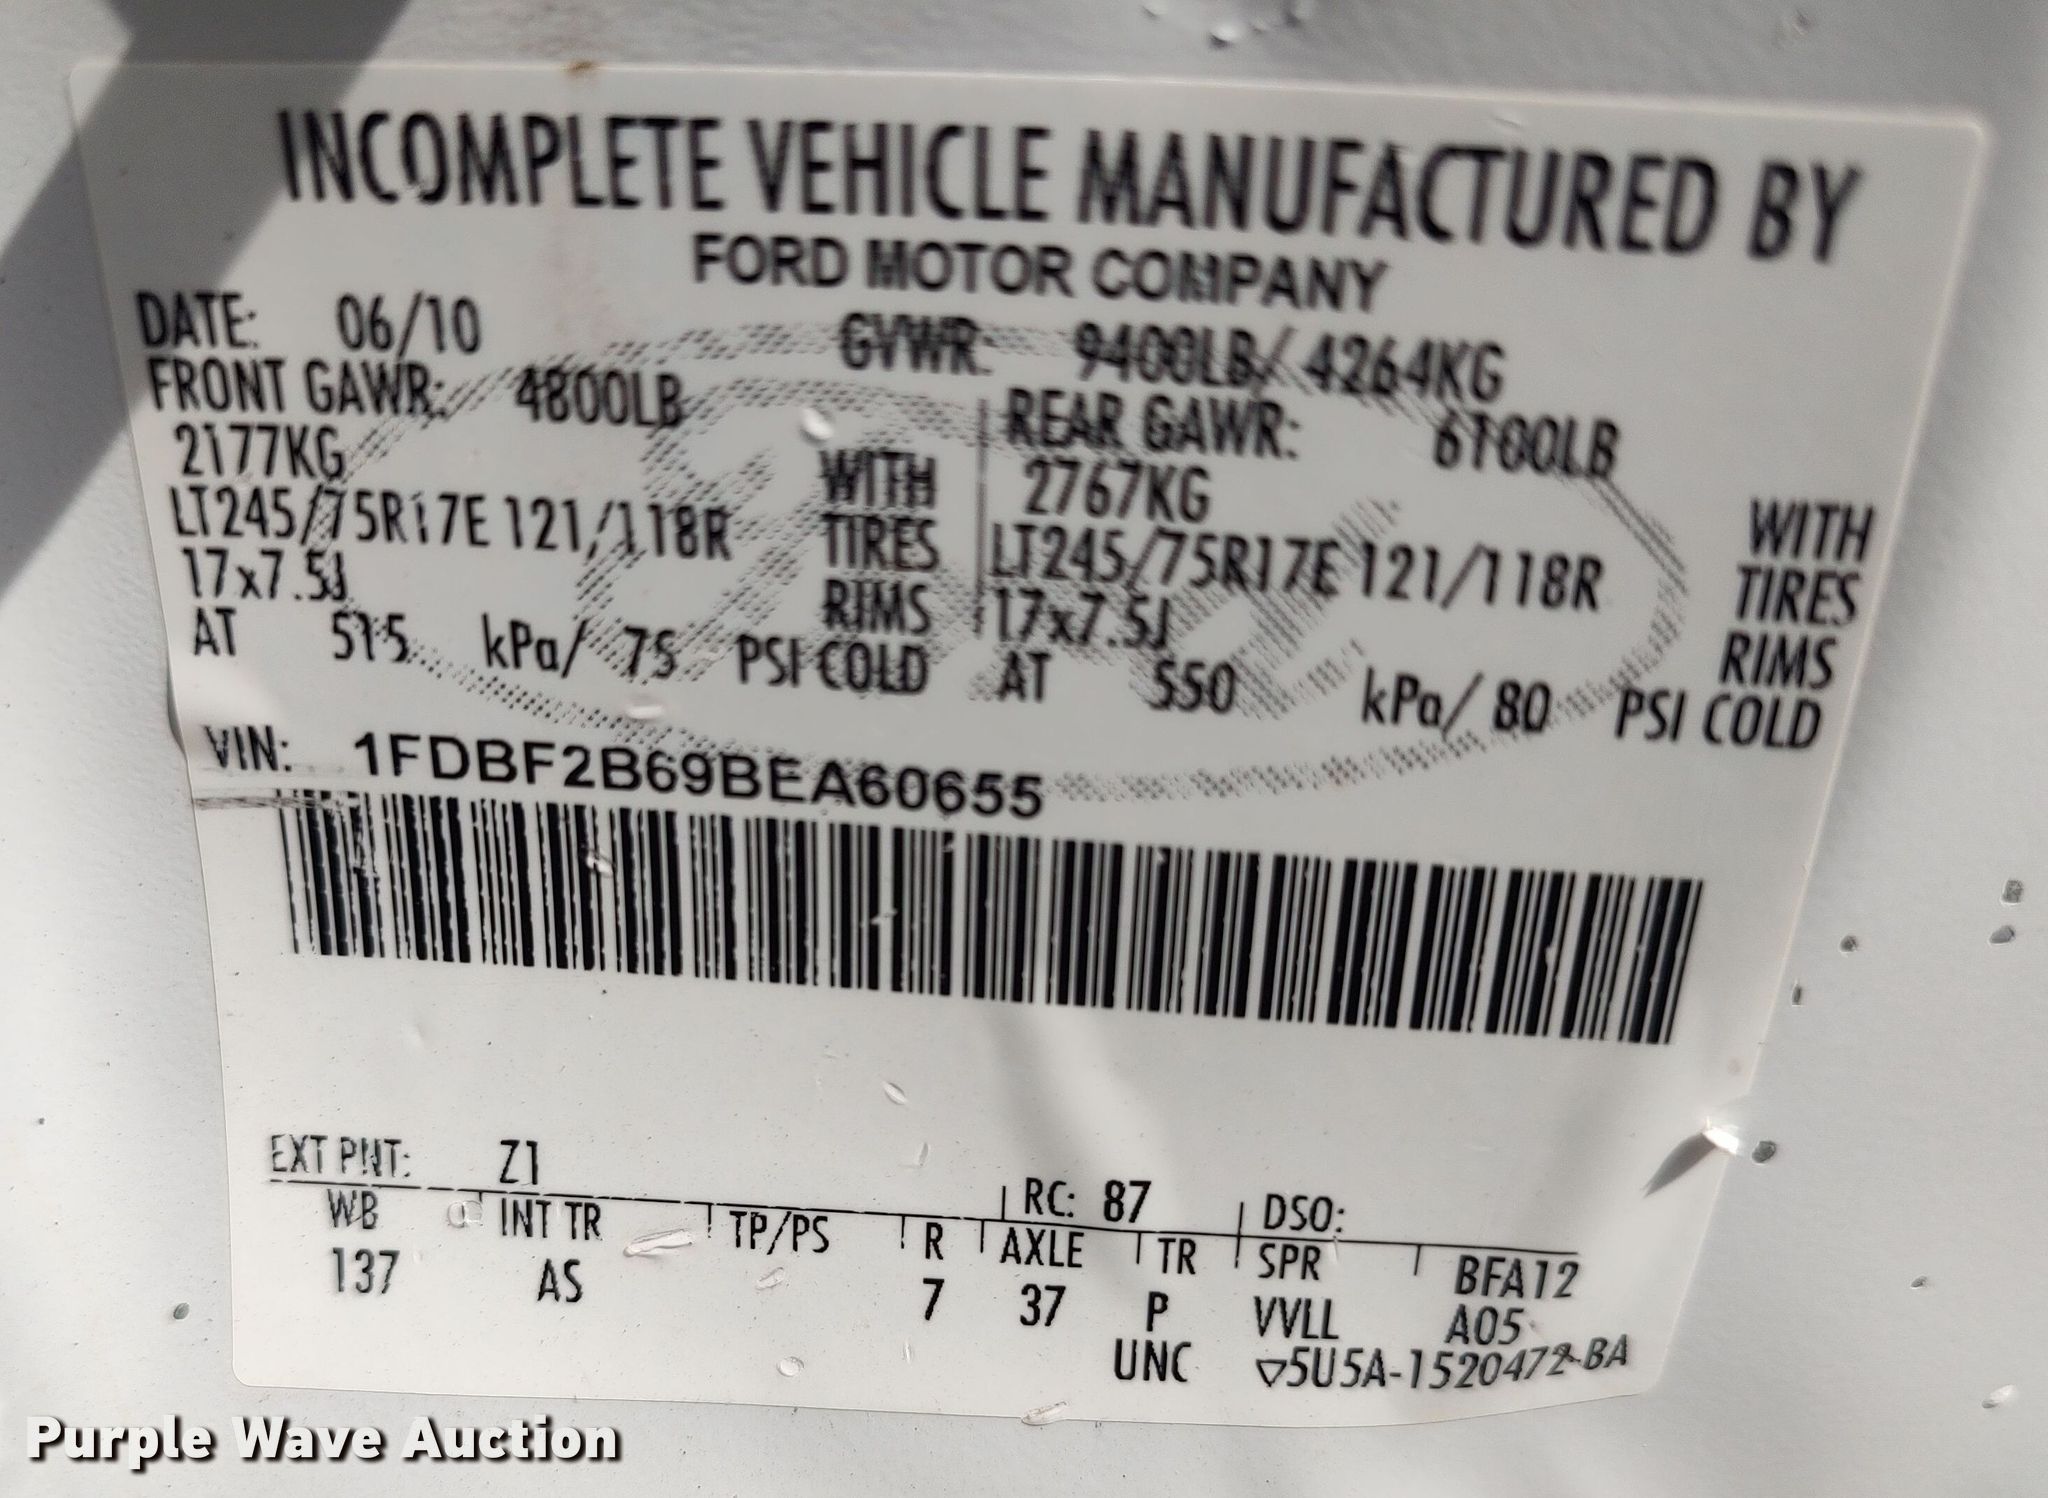 INCOMPLETE VEHICLE MANUFACTURED BY
FORD MOTOR COMPANY
DATE: 06/10 GVWR: 9400LB/ 4264KG
FRONT GAWR: 4800LB REAR GAWR: 6100LB
2177KG WITH 2767KG WITH
LT245/75R17E 121/118R TIRES LT245/75R17E 121/118R TIRES
17x7.5J RIMS 17x7.5J RIMS
AT 515 kPa/ 75 PSI COLD AT 550 kPa/ 80 PSI COLD
VIN: 1FDBF2B69BEA60655
EXT PNT: Z1 RC: 87 DSO:
WB INT TR TP/PS R AXLE TR SPR BFA12
137 AS 7 37 P VVLL A05
UNC ▽5U5A-1520472-BA
Purple Wave Auction